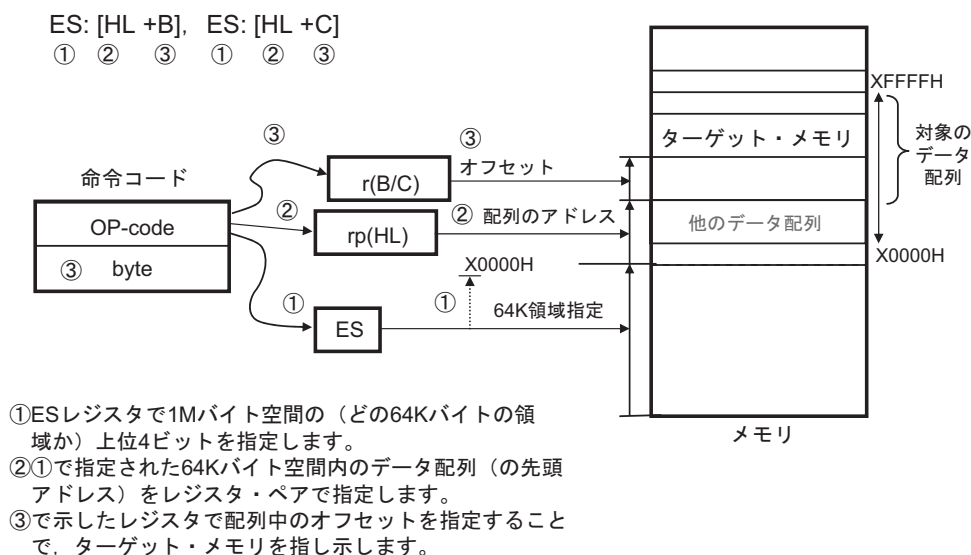 ES: [HL +B],   ES: [HL +C]
① ② ③ ① ② ③
命令コード
OP-code
③ byte
③
②
①
r(B/C)
rp(HL)
ES
③
オフセット
② 配列のアドレス
X0000H
①
64K領域指定
XFFFFH
ターゲット・メモリ
対象の
データ
配列
他のデータ配列
X0000H
メモリ
①ESレジスタで1Mバイト空間の（どの64Kバイトの領
域か）上位4ビットを指定します。
②①で指定された64Kバイト空間内のデータ配列（の先頭
アドレス）をレジスタ・ペアで指定します。
③で示したレジスタで配列中のオフセットを指定すること
で，ターゲット・メモリを指し示します。